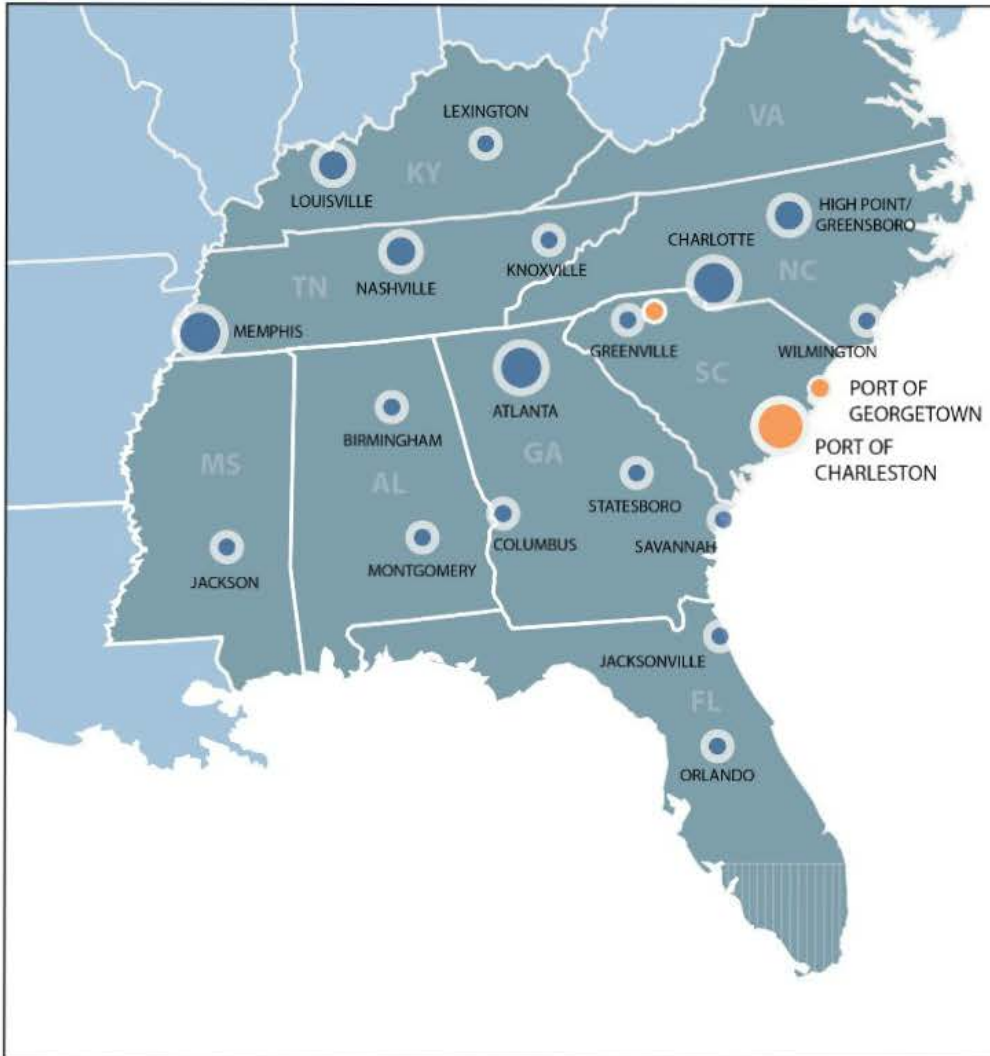 VA
LEXINGTON
KY
LOUISVILLE
HIGH POINT/
GREENSBORO
CHARLOTTE
KNOXVILLE
NC
TN
NASHVILLE
MEMPHIS
GREENVILLE
WILMINGTON
SC
PORT OF
GEORGETOWN
ATLANTA
BIRMINGHAM
PORT OF
CHARLESTON
MS
AL
GA
STATESBORO
COLUMBUS
SAVANNAH
MONTGOMERY
JACKSON
JACKSONVILLE
FL
ORLANDO